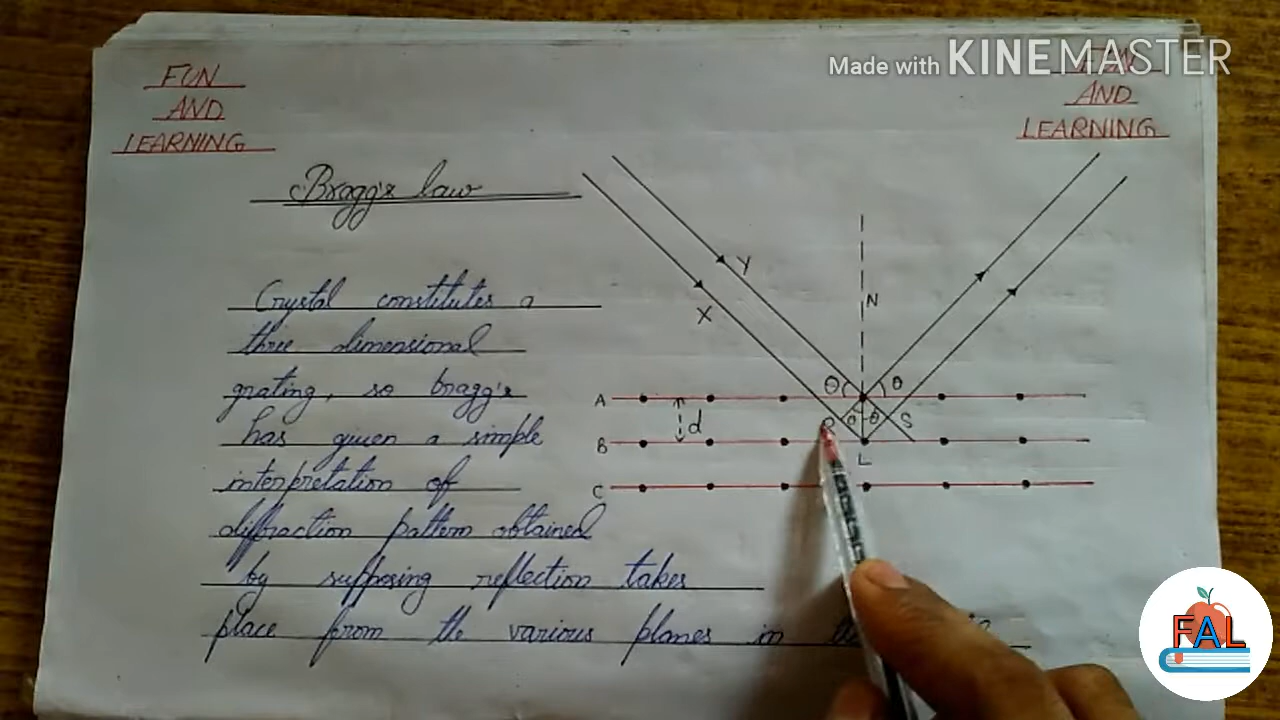 Made with KINEMASTER
FUN
AND
LEARNING
FUN
AND
LEARNING
Bragg's law
Crystal constitutes a
three dimensional
grating, so bragg's
has given a simple
interpretation of
diffraction pattern obtained
by supposing reflection takes
place from the various planes in
Y
X
N
θ θ
A
d
θ θ S
B
L
C
FAL